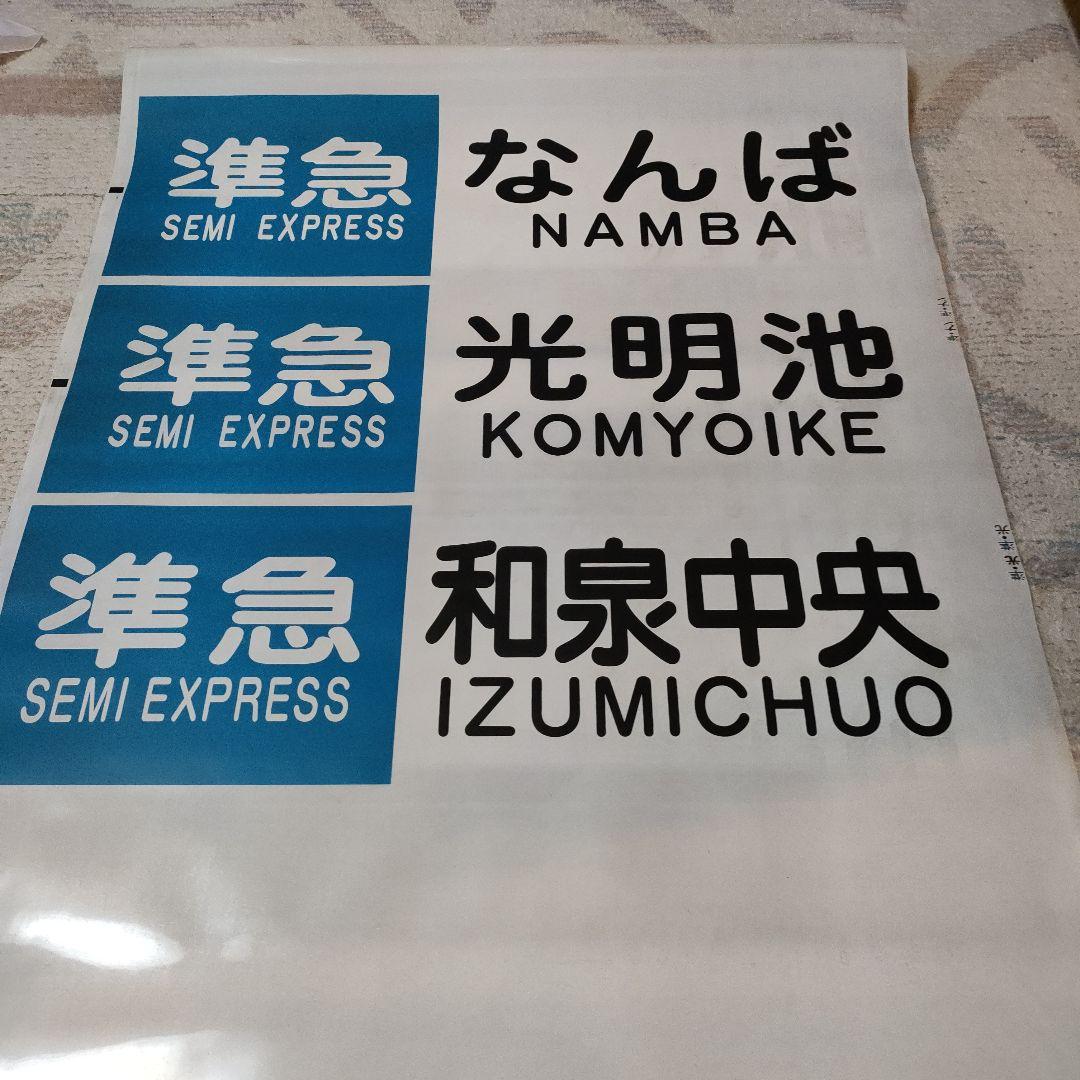 準急 なんば
SEMI EXPRESS NAMBA
準急 光明池
SEMI EXPRESS KOMYOIKE
準急 和泉中央
SEMI EXPRESS IZUMICHUO